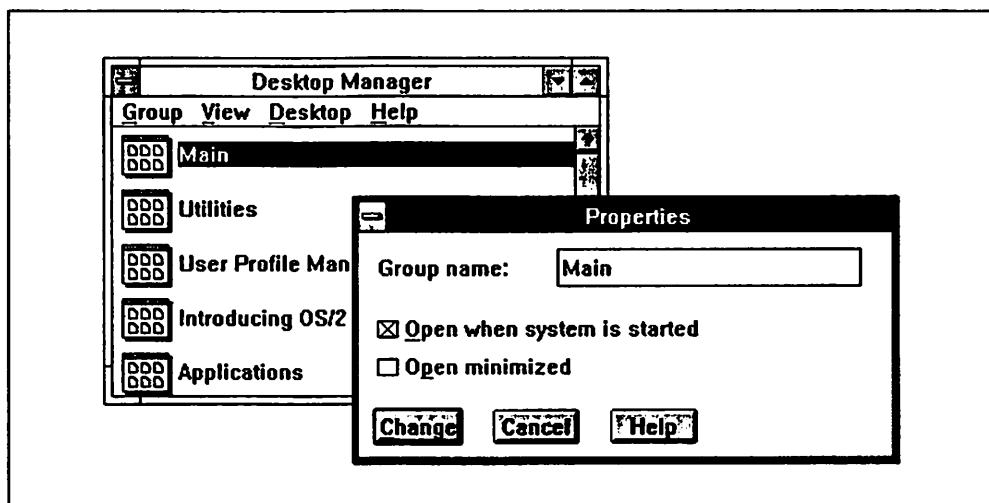 Desktop Manager
Group View Desktop Help
Main
Utilities
User Profile Man
Introducing OS/2
Applications
Properties
Group name: Main
Open when system is started
Open minimized
Change Cancel Help